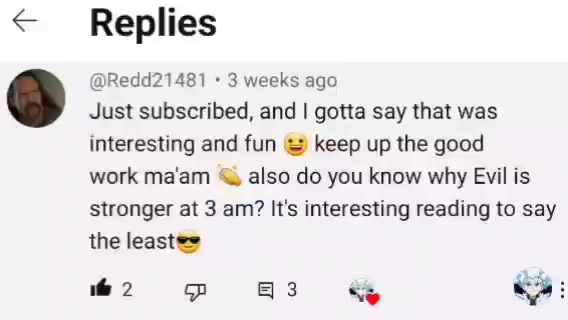 Replies
@Redd21481 • 3 weeks ago
Just subscribed, and I gotta say that was
interesting and fun 😀 keep up the good
work ma'am 👏 also do you know why Evil is
stronger at 3 am? It's interesting reading to say
the least😎
2 3